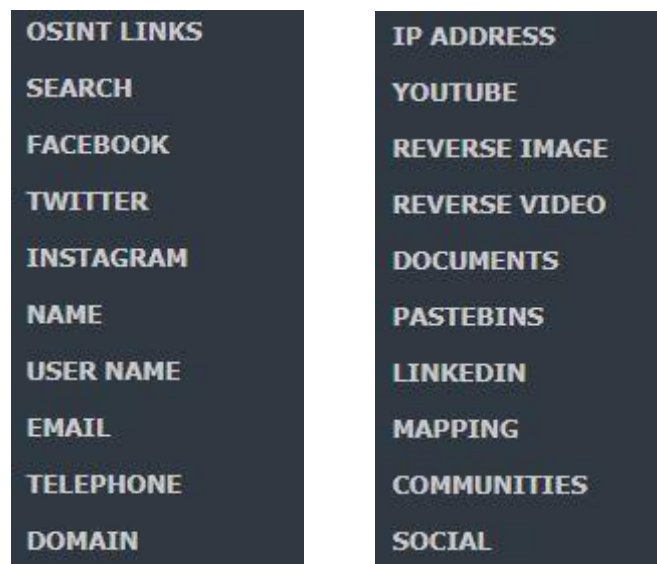 OSINT LINKS
SEARCH
FACEBOOK
TWITTER
INSTAGRAM
NAME
USER NAME
EMAIL
TELEPHONE
DOMAIN
IP ADDRESS
YOUTUBE
REVERSE IMAGE
REVERSE VIDEO
DOCUMENTS
PASTEBINS
LINKEDIN
MAPPING
COMMUNITIES
SOCIAL